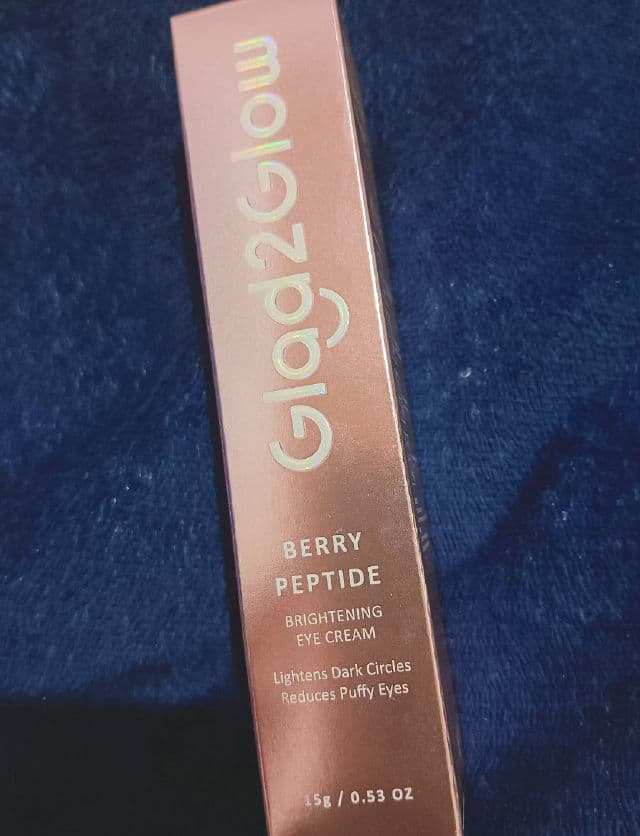 Glad2Glow
BERRY
PEPTIDE
BRIGHTENING
EYE CREAM
Lightens Dark Circles
Reduces Puffy Eyes
15g / 0.53 OZ